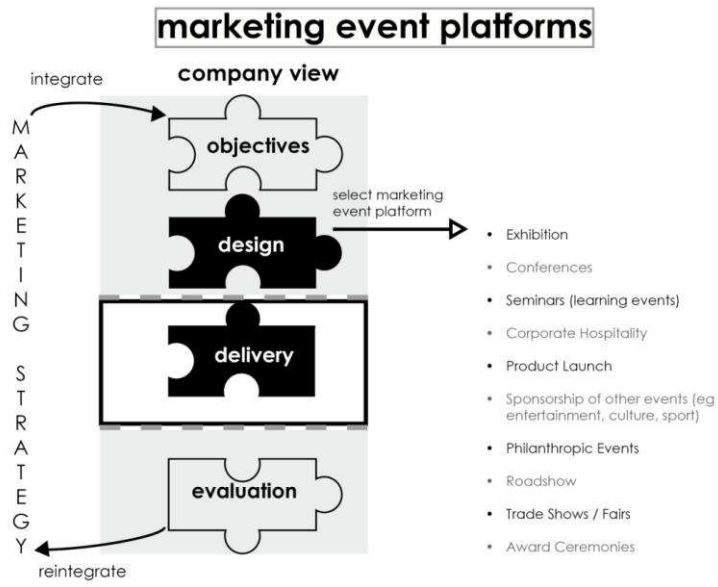 marketing event platforms
company view
integrate
MARKETING STRATEGY
objectives
select marketing
event platform
design
delivery
evaluation
reintegrate
• Exhibition
• Conferences
• Seminars (learning events)
• Corporate Hospitality
• Product Launch
• Sponsorship of other events (eg
entertainment, culture, sport)
• Philanthropic Events
• Roadshow
• Trade Shows / Fairs
• Award Ceremonies